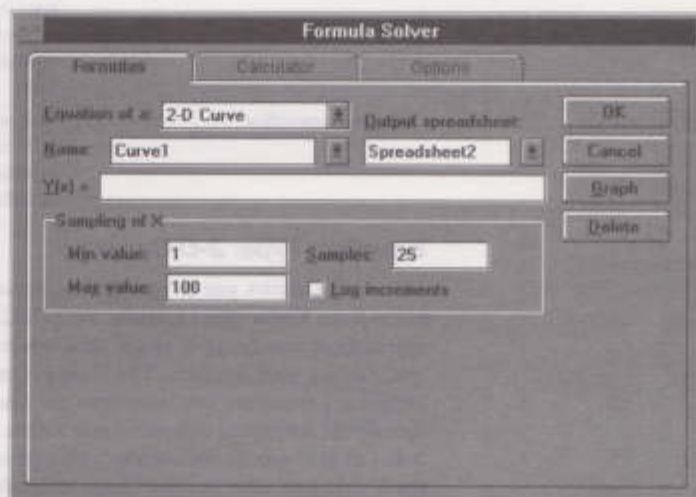 Formula Solver
Formulas Calculator Options
Equation of a: 2-D Curve
Output spreadsheet:
OK
Name: Curve1
Spreadsheet2
Cancel
Y(x) =
Graph
Sampling of X
Delete
Min value: 1
Samples: 25
Max value: 100
Log increments